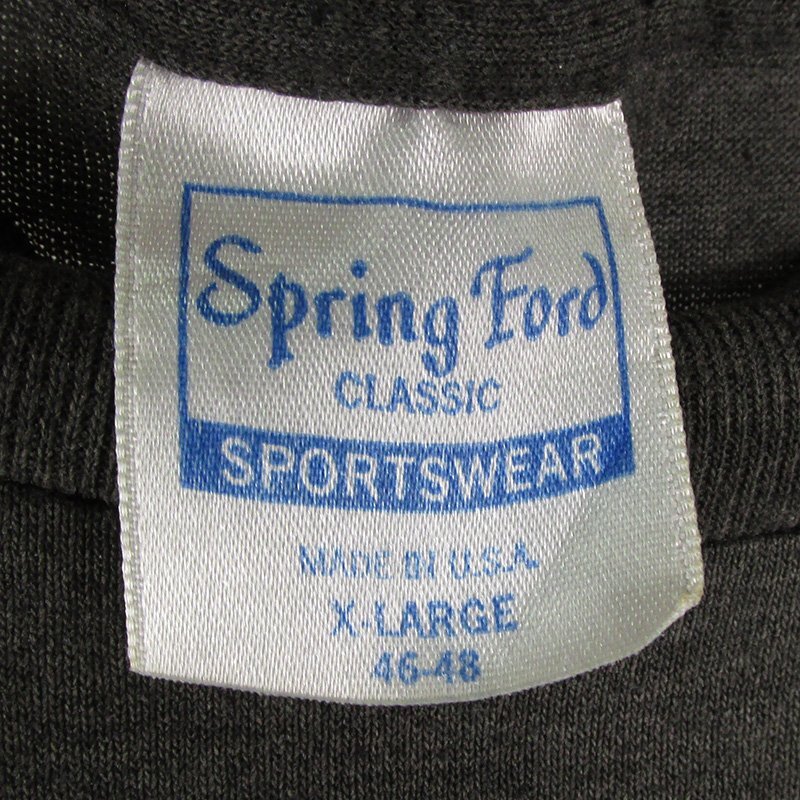 Spring Ford
CLASSIC
SPORTSWEAR
MADE IN U.S.A.
X-LARGE
46-48